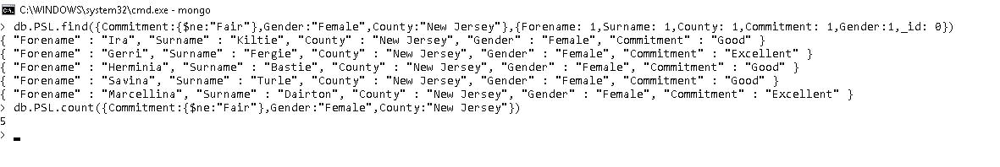 C:\WINDOWS\system32\cmd.exe - mongo
> db.PSL.find({Commitment:{$ne:"Fair"},Gender:"Female",County:"New Jersey"},{Forename: 1,Surname: 1,County: 1,Commitment: 1,Gender:1,_id: 0})
{ "Forename" : "Ira", "Surname" : "Kiltie", "County" : "New Jersey", "Gender" : "Female", "Commitment" : "Good" }
{ "Forename" : "Gerri", "Surname" : "Fergie", "County" : "New Jersey", "Gender" : "Female", "Commitment" : "Excellent" }
{ "Forename" : "Herminia", "Surname" : "Bastie", "County" : "New Jersey", "Gender" : "Female", "Commitment" : "Good" }
{ "Forename" : "Savina", "Surname" : "Turle", "County" : "New Jersey", "Gender" : "Female", "Commitment" : "Good" }
{ "Forename" : "Marcellina", "Surname" : "Dairton", "County" : "New Jersey", "Gender" : "Female", "Commitment" : "Excellent" }
> db.PSL.count({Commitment:{$ne:"Fair"},Gender:"Female",County:"New Jersey"})
5
>